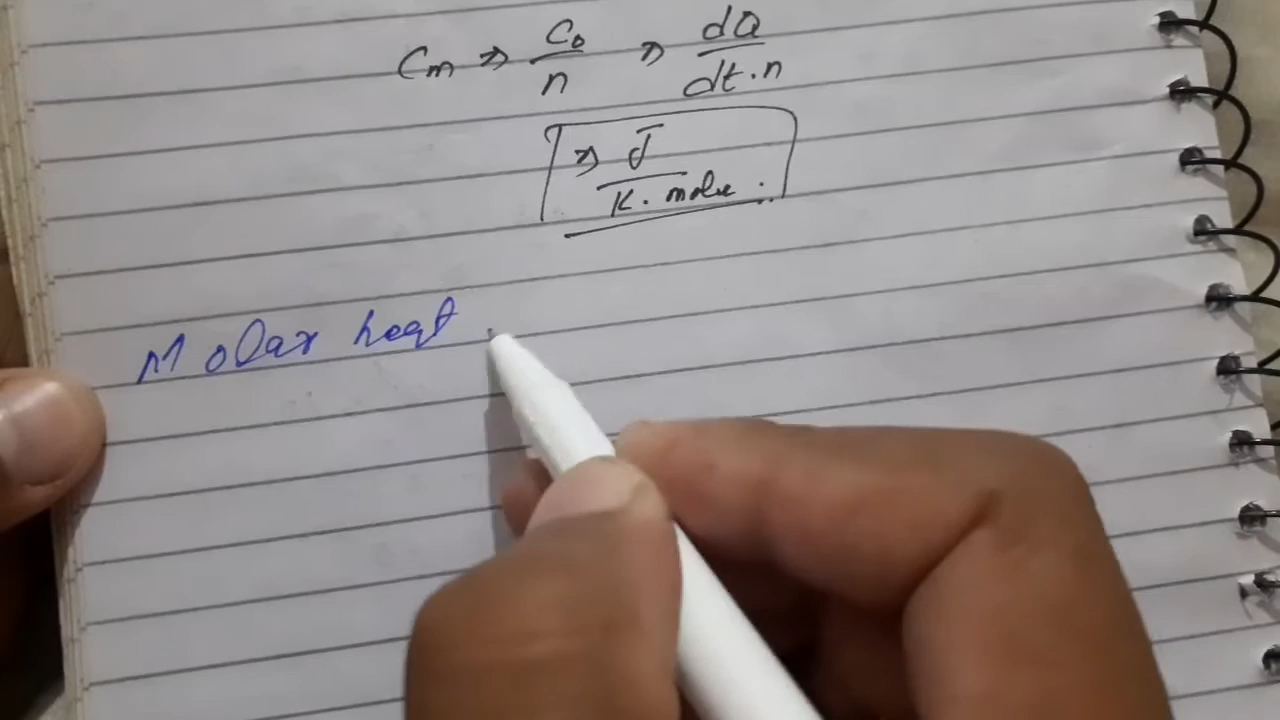 Cm ⇒ C₀/n ⇒ dQ/dt·n
⇒ J/K. mole.
Molar heat